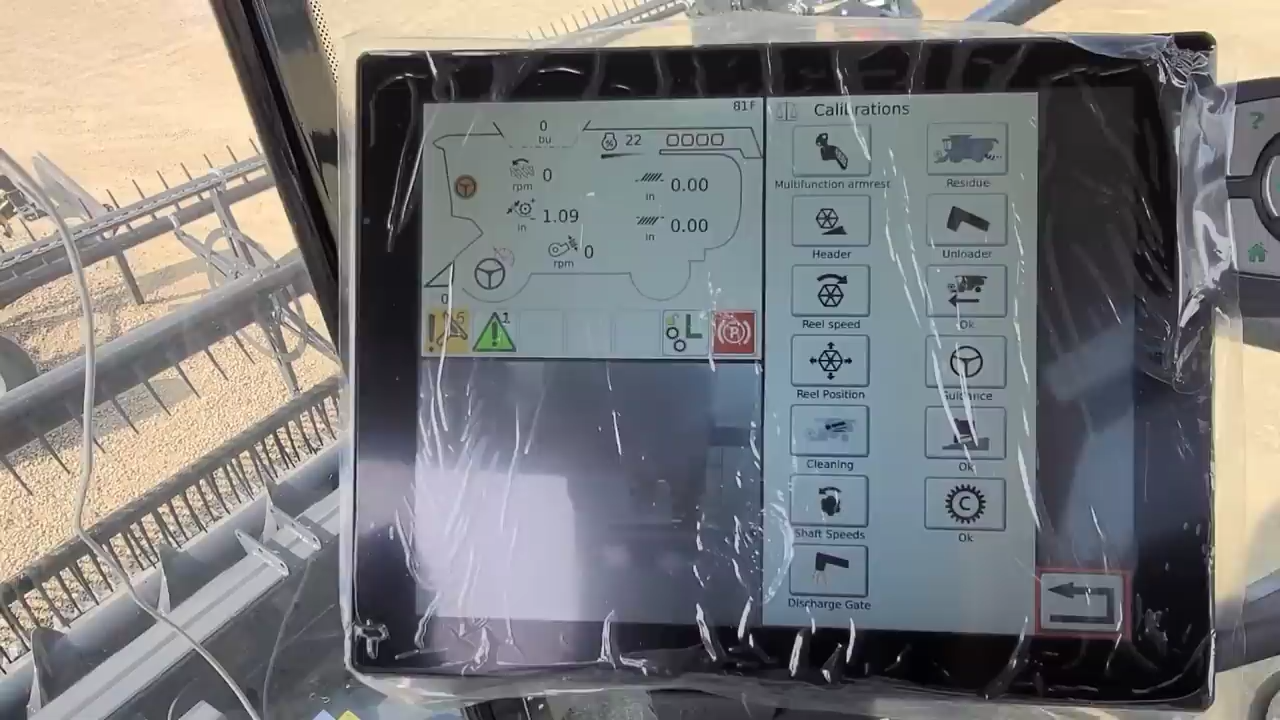 81F
0
bu
22
0
rpm
0.00
in
1.09
in
0.00
in
0
rpm
0
5
1
P
Calibrations
Multifunction armrest
Residue
Header
Unloader
Reel speed
Ok
Reel Position
Guidance
Cleaning
Ok
Shaft Speeds
C
Ok
Discharge Gate
?